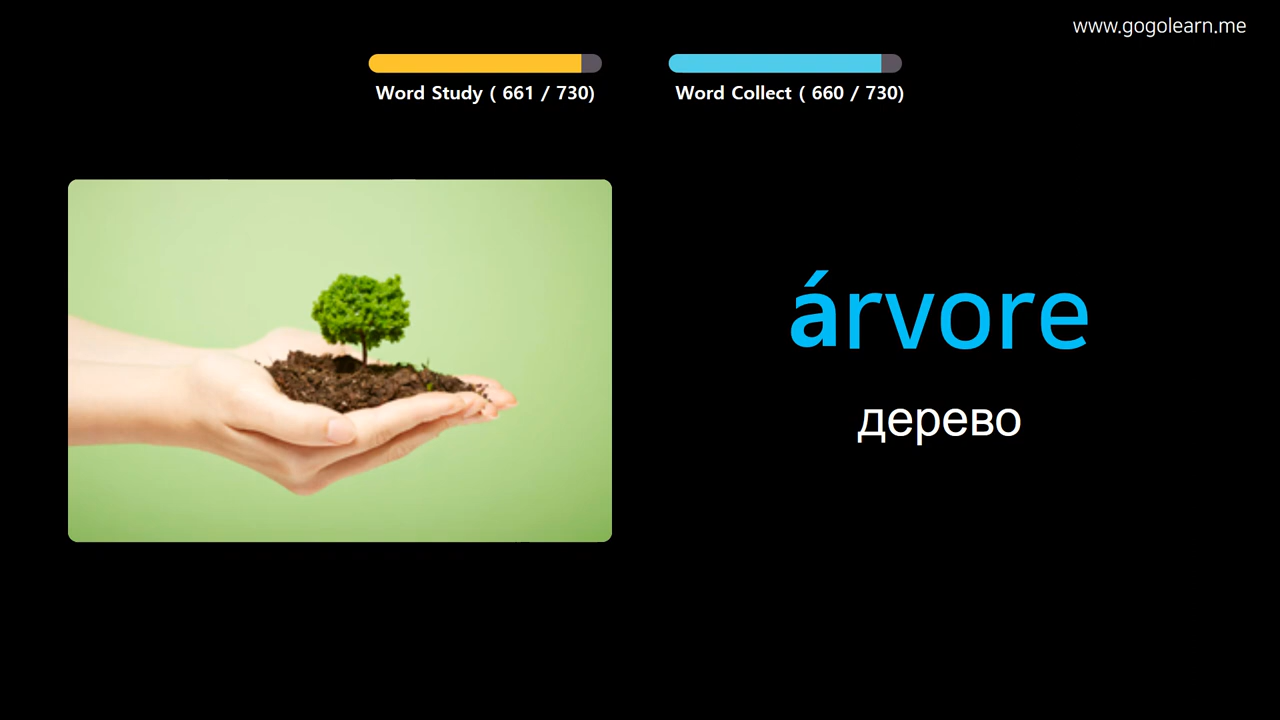 www.gogolearn.me
Word Study ( 661 / 730)
Word Collect ( 660 / 730)
árvore
дерево